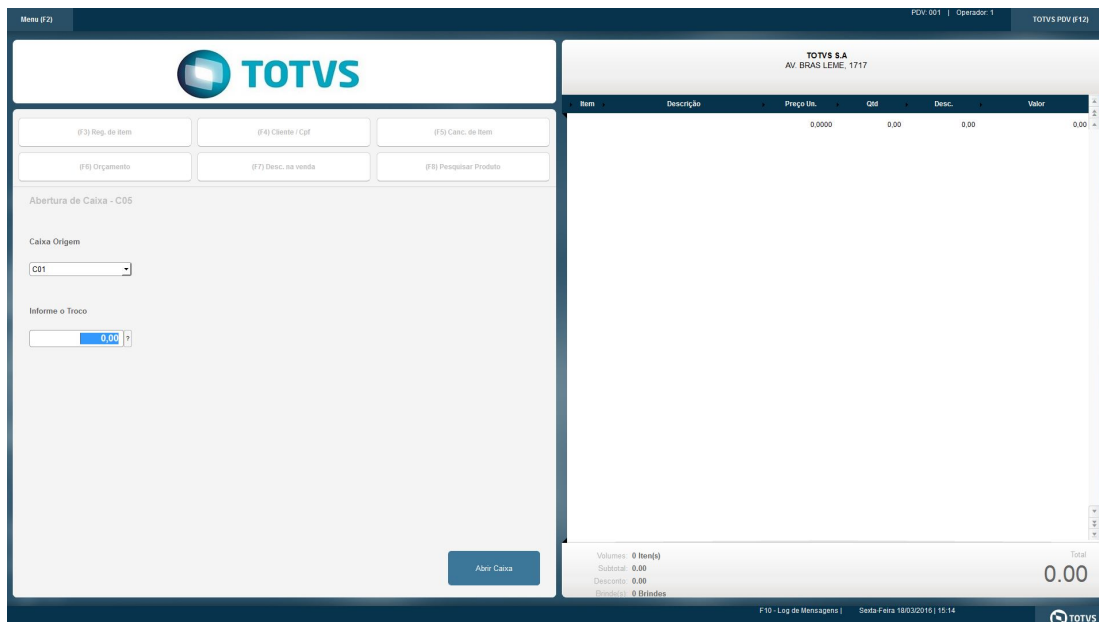 Menu (F2)
PDV: 001 | Operador: 1
TOTVS PDV (F12)
TOTVS
TOTVS S.A
AV. BRAS LEME, 1717
Item Descrição Preço Un. Qtd Desc. Valor
0,0000 0,00 0,00 0,00
(F3) Reg. de item (F4) Cliente / Cpf (F5) Canc. de Item
(F6) Orçamento (F7) Desc. na venda (F8) Pesquisar Produto
Abertura de Caixa - C05
Caixa Origem
C01
Informe o Troco
0,00 ?
Abrir Caixa
Volumes: 0 Iten(s)
Subtotal: 0.00
Desconto: 0.00
Brinde(s): 0 Brindes
Total
0.00
F10 - Log de Mensagens | Sexta-Feira 18/03/2016 | 15:14
TOTVS